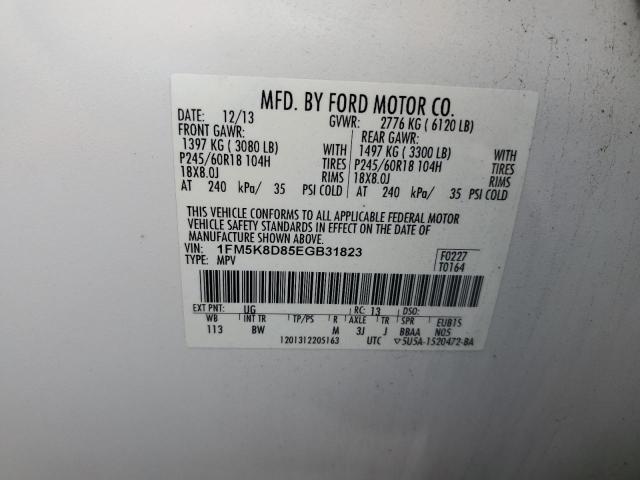 MFD. BY FORD MOTOR CO.
DATE: 12/13 GVWR: 2776 KG ( 6120 LB)
FRONT GAWR: REAR GAWR:
1397 KG ( 3080 LB) WITH 1497 KG ( 3300 LB) WITH
P245/60R18 104H TIRES P245/60R18 104H TIRES
18X8.0J RIMS 18X8.0J RIMS
AT 240 kPa/ 35 PSI COLD AT 240 kPa/ 35 PSI COLD
THIS VEHICLE CONFORMS TO ALL APPLICABLE FEDERAL MOTOR
VEHICLE SAFETY STANDARDS IN EFFECT ON THE DATE OF
MANUFACTURE SHOWN ABOVE.
VIN: 1FM5K8D85EGB31823 F0227
TYPE: MPV T0164
EXT PNT: UG RC: 13 DSO:
WB INT TR TP/PS R AXLE TR SPR EUB1S
113 BW M 3J J BBAA N05
1201312205163 UTC ▽5U5A-1520472-BA